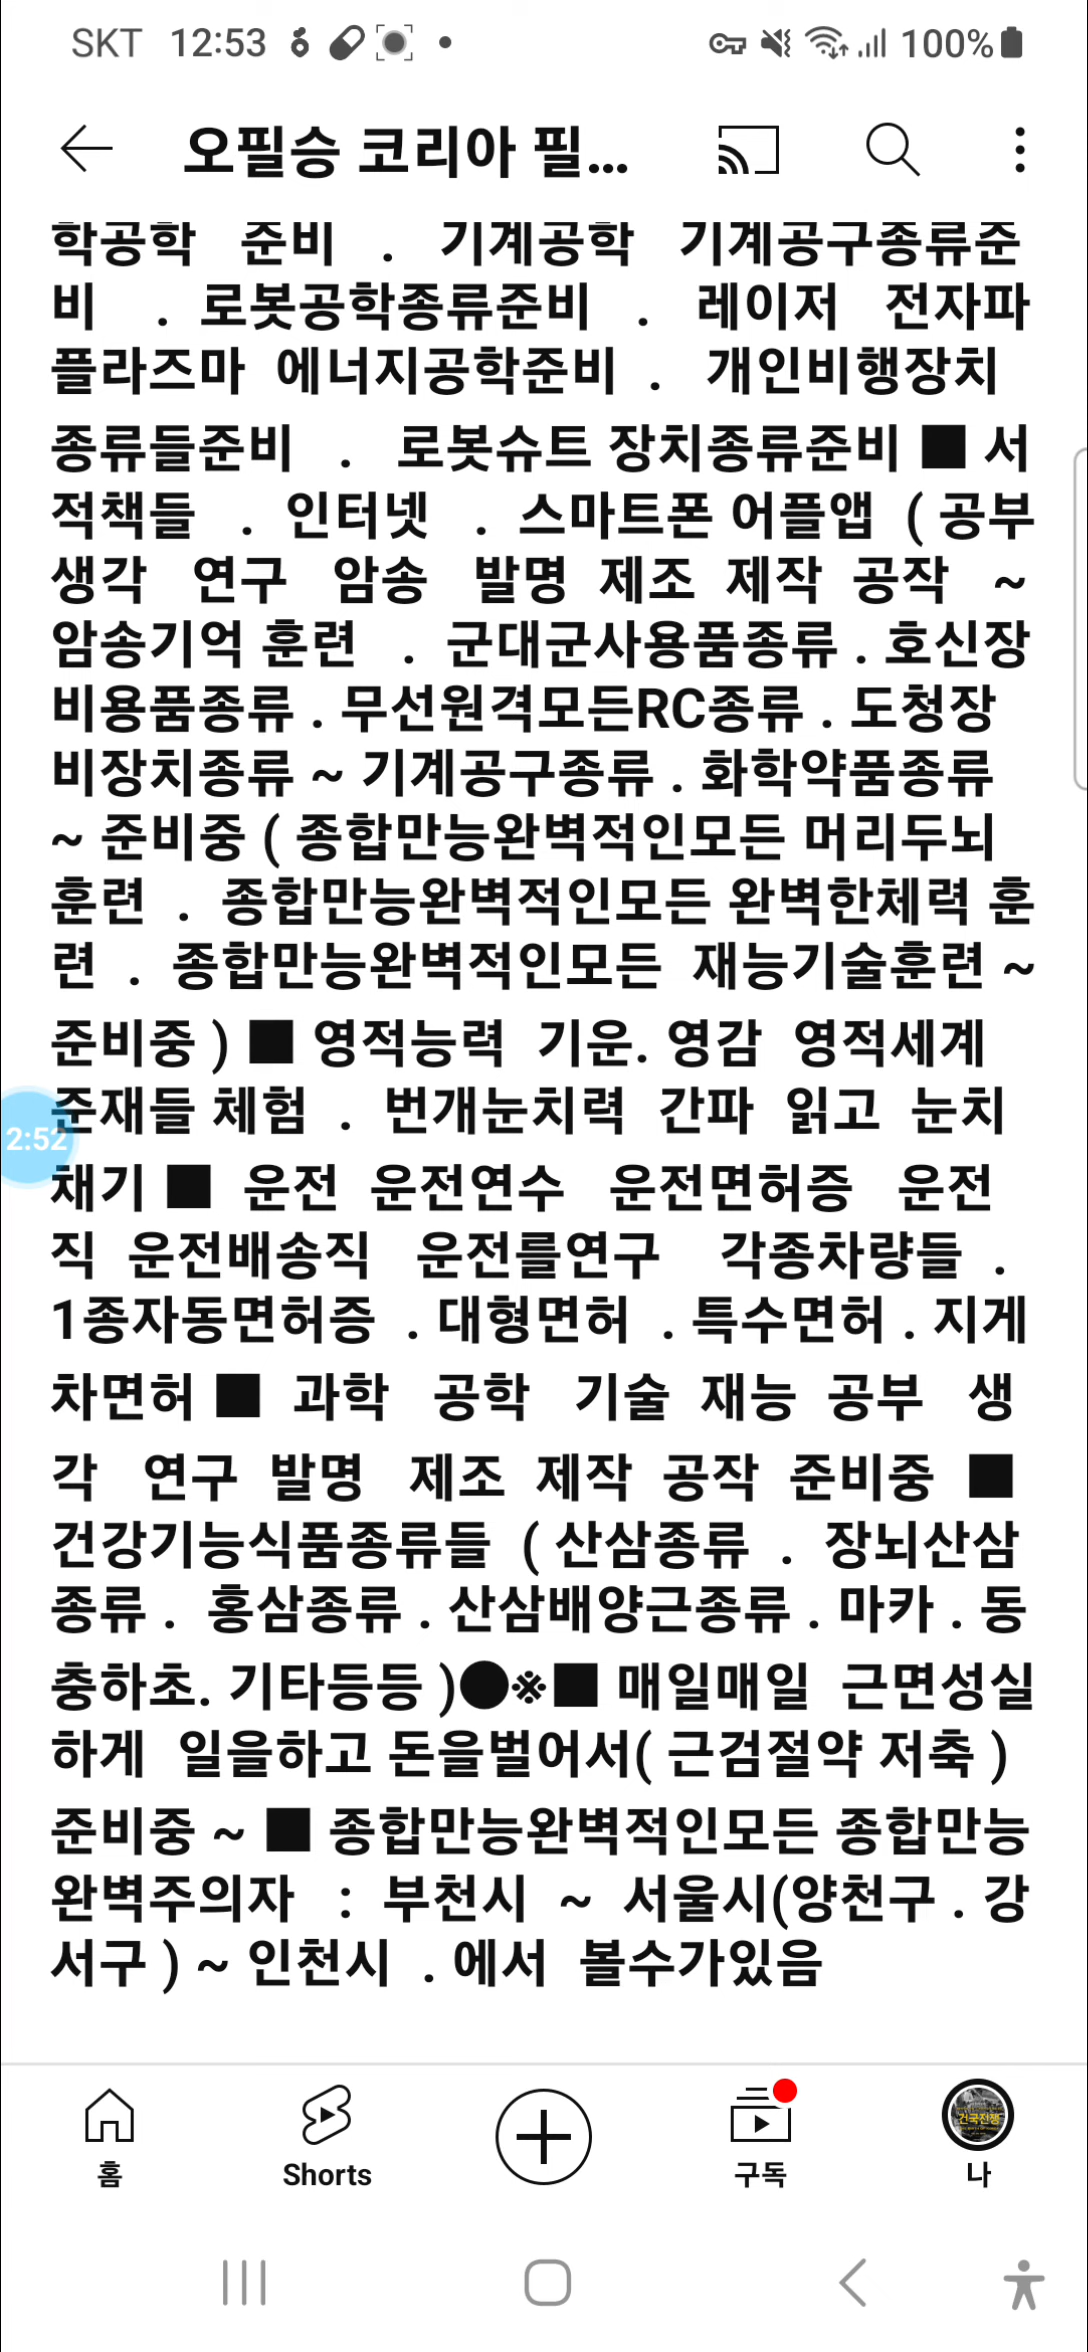 SKT 12:53 100%
오필승 코리아 필...
학공학 준비 . 기계공학 기계공구종류준
비 . 로봇공학종류준비 . 레이저 전자파
플라즈마 에너지공학준비 . 개인비행장치
종류들준비 . 로봇슈트 장치종류준비 ■ 서
적책들 . 인터넷 . 스마트폰 어플앱 ( 공부
생각 연구 암송 발명 제조 제작 공작 ~
암송기억 훈련 . 군대군사용품종류 . 호신장
비용품종류 . 무선원격모든RC종류 . 도청장
비장치종류 ~ 기계공구종류 . 화학약품종류
~ 준비중 ( 종합만능완벽적인모든 머리두뇌
훈련 . 종합만능완벽적인모든 완벽한체력 훈
련 . 종합만능완벽적인모든 재능기술훈련 ~
준비중 ) ■ 영적능력 기운. 영감 영적세계
준재들 체험 . 번개눈치력 간파 읽고 눈치
2:52
채기 ■ 운전 운전연수 운전면허증 운전
직 운전배송직 운전를연구 각종차량들 .
1종자동면허증 . 대형면허 . 특수면허 . 지게
차면허 ■ 과학 공학 기술 재능 공부 생
각 연구 발명 제조 제작 공작 준비중 ■
건강기능식품종류들 ( 산삼종류 . 장뇌산삼
종류 . 홍삼종류 . 산삼배양근종류 . 마카 . 동
충하초. 기타등등 )●※■ 매일매일 근면성실
하게 일을하고 돈을벌어서( 근검절약 저축 )
준비중 ~ ■ 종합만능완벽적인모든 종합만능
완벽주의자 : 부천시 ~ 서울시(양천구 . 강
서구 ) ~ 인천시 . 에서 볼수가있음
건국전쟁
홈 Shorts 구독 나